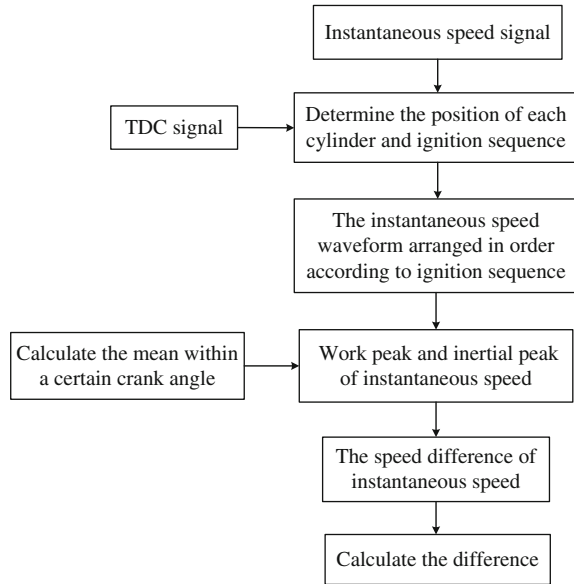 Instantaneous speed signal
TDC signal
Determine the position of each
cylinder and ignition sequence
The instantaneous speed
waveform arranged in order
according to ignition sequence
Calculate the mean within
a certain crank angle
Work peak and inertial peak
of instantaneous speed
The speed difference of
instantaneous speed
Calculate the difference